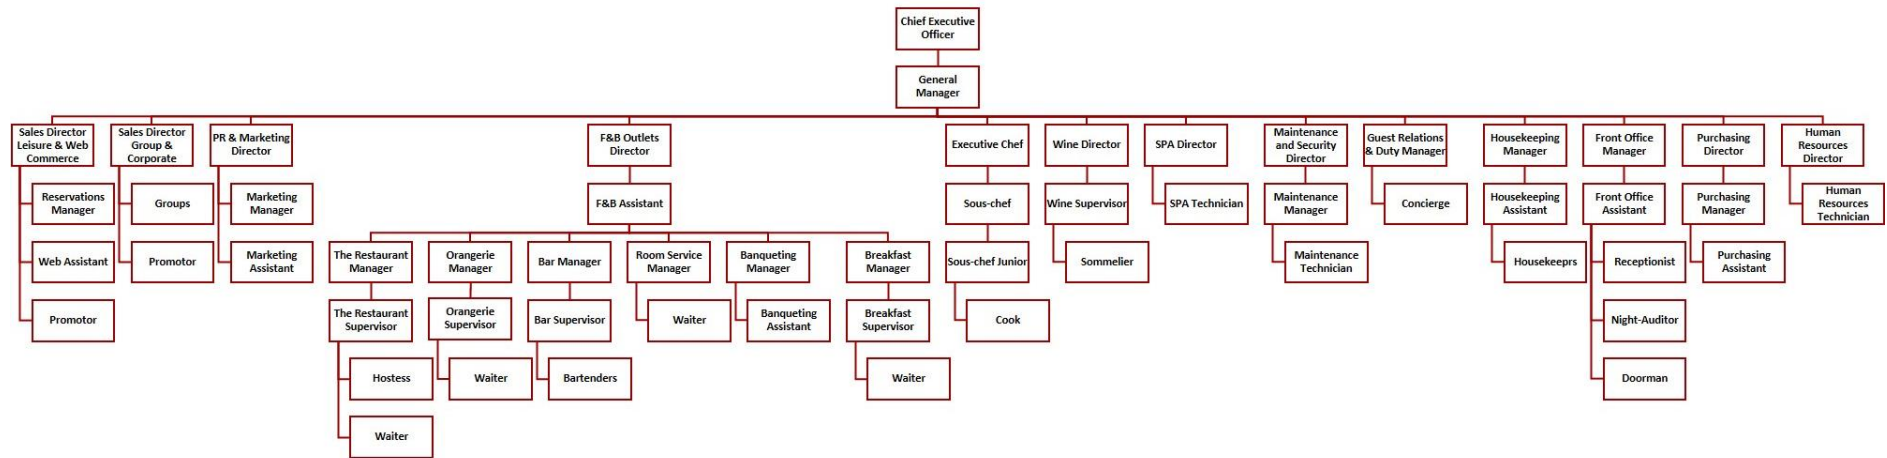 Chief Executive
Officer
General
Manager
Sales Director
Leisure & Web
Commerce
Sales Director
Group &
Corporate
PR & Marketing
Director
F&B Outlets
Director
Executive Chef
Wine Director
SPA Director
Maintenance
and Security
Director
Guest Relations
& Duty Manager
Housekeeping
Manager
Front Office
Manager
Purchasing
Director
Human
Resources
Director
Reservations
Manager
Groups
Marketing
Manager
F&B Assistant
Sous-chef
Wine Supervisor
SPA Technician
Maintenance
Manager
Concierge
Housekeeping
Assistant
Front Office
Assistant
Purchasing
Manager
Human
Resources
Technician
Web Assistant
Promotor
Marketing
Assistant
The Restaurant
Manager
Orangerie
Manager
Bar Manager
Room Service
Manager
Banqueting
Manager
Breakfast
Manager
Sous-chef Junior
Sommelier
Maintenance
Technician
Housekeeprs
Receptionist
Purchasing
Assistant
Promotor
The Restaurant
Supervisor
Orangerie
Supervisor
Bar Supervisor
Waiter
Banqueting
Assistant
Breakfast
Supervisor
Cook
Night-Auditor
Hostess
Waiter
Bartenders
Waiter
Doorman
Waiter